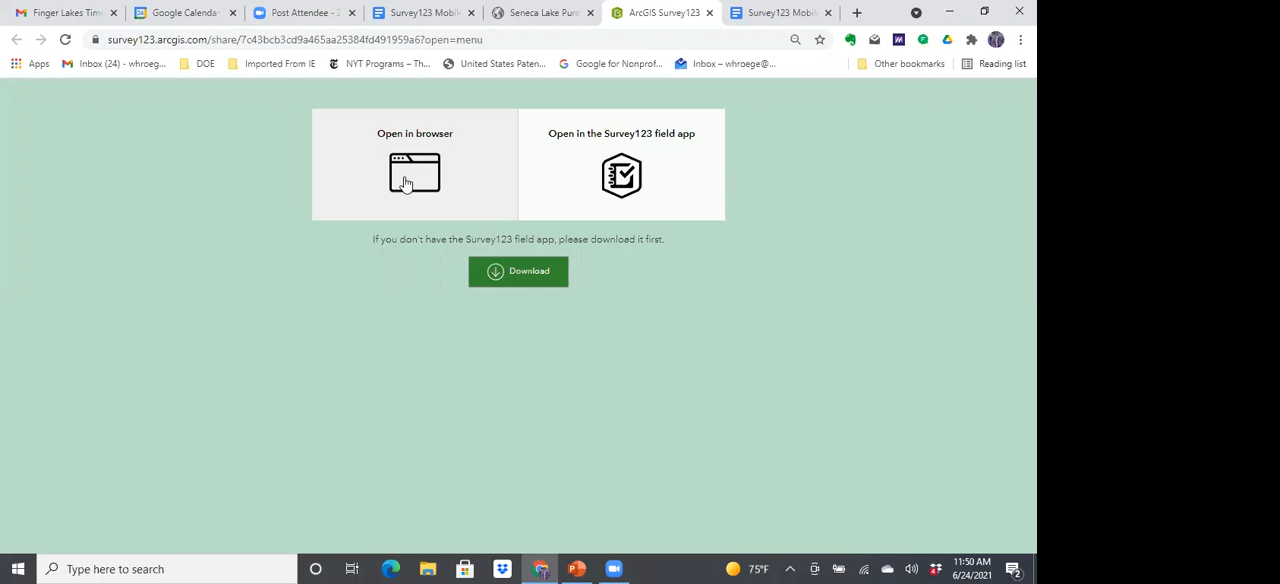 Finger Lakes Tim
Google Calenda
Post Attendee - 2
Survey123 Mobil
Seneca Lake Pur
ArcGIS Survey123
Survey123 Mobil
survey123.arcgis.com/share/7c43bcb3cd9a465aa25384fd491959a6?open=menu
Apps
Inbox (24) - whroeg...
DOE
Imported From IE
NYT Programs – Th...
United States Paten...
Google for Nonprof...
Inbox – whroege@...
Other bookmarks
Reading list
Open in browser
Open in the Survey123 field app
If you don't have the Survey123 field app, please download it first.
Download
Type here to search
75°F
11:50 AM
6/24/2021
2